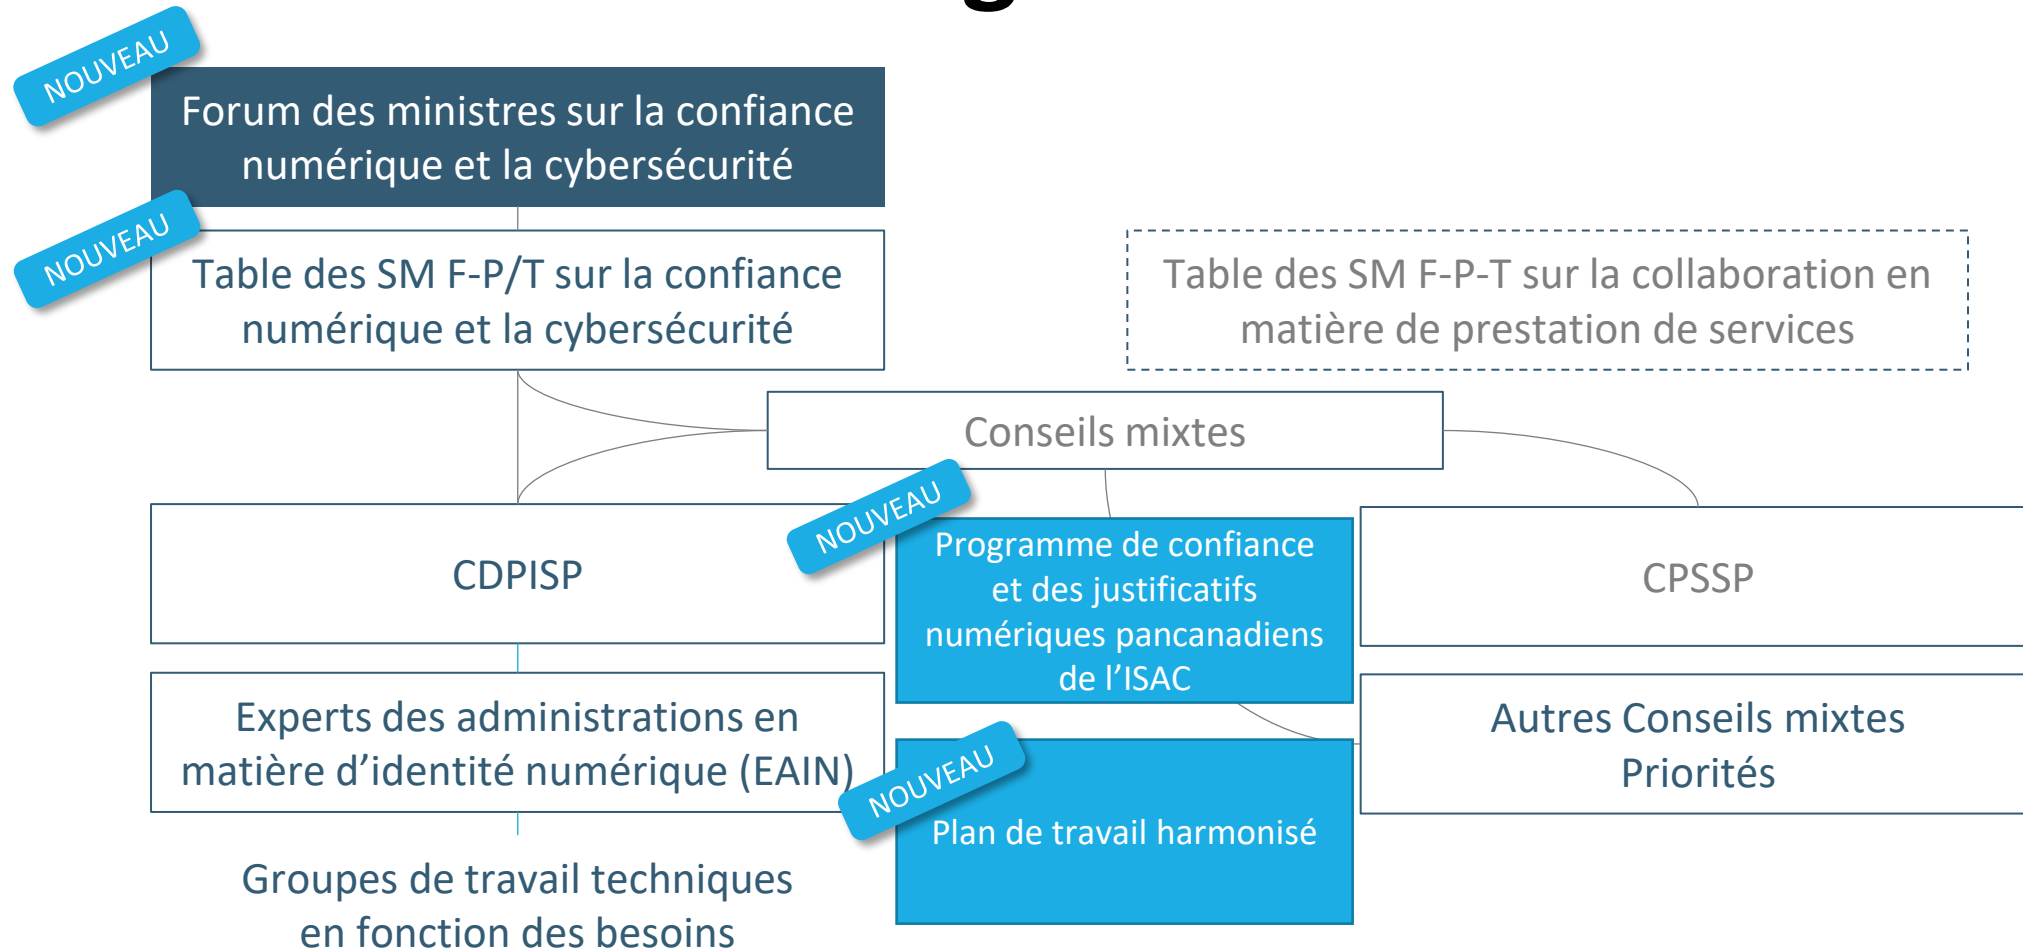 NOUVEAU
Forum des ministres sur la confiance
numérique et la cybersécurité
NOUVEAU
Table des SM F-P/T sur la confiance
numérique et la cybersécurité
Table des SM F-P-T sur la collaboration en
matière de prestation de services
Conseils mixtes
CDPISP
NOUVEAU
Programme de confiance
et des justificatifs
numériques pancanadiens
de l’ISAC
CPSSP
Experts des administrations en
matière d’identité numérique (EAIN)
NOUVEAU
Plan de travail harmonisé
Autres Conseils mixtes
Priorités
Groupes de travail techniques
en fonction des besoins